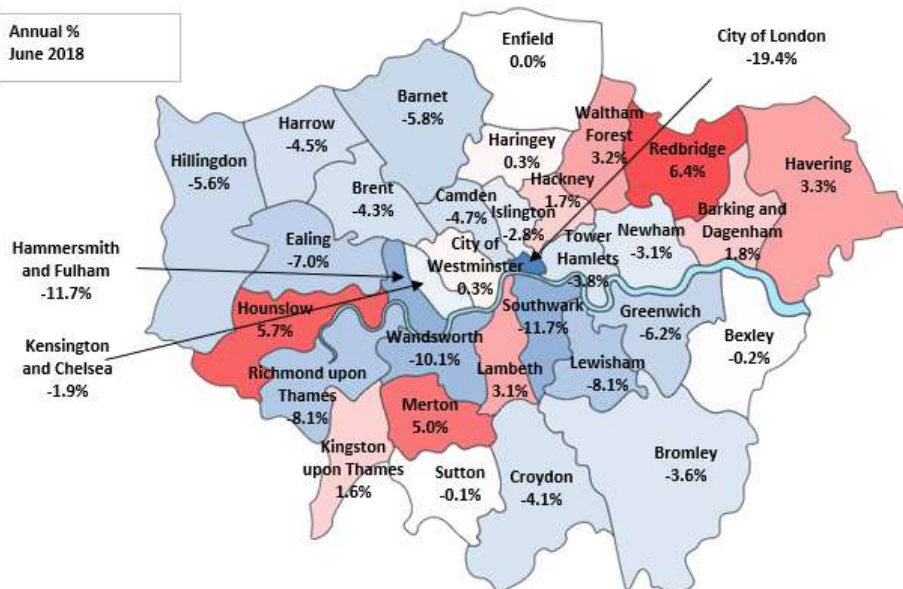 Annual %
June 2018
Enfield
0.0%
City of London
-19.4%
Barnet
-5.8%
Harrow
-4.5%
Haringey
0.3%
Waltham
Forest
3.2%
Redbridge
6.4%
Havering
3.3%
Hillingdon
-5.6%
Brent
-4.3%
Camden
-4.7%
Islington
-2.8%
Hackney
1.7%
Barking and
Dagenham
1.8%
Newham
-3.1%
Tower
Hamlets
-3.8%
Ealing
-7.0%
City of
Westminster
0.3%
Hammersmith
and Fulham
-11.7%
Hounslow
5.7%
Kensington
and Chelsea
-1.9%
Southwark
-11.7%
Greenwich
-6.2%
Bexley
-0.2%
Wandsworth
-10.1%
Lambeth
3.1%
Lewisham
-8.1%
Richmond upon
Thames
-8.1%
Merton
5.0%
Kingston
upon Thames
1.6%
Sutton
-0.1%
Croydon
-4.1%
Bromley
-3.6%